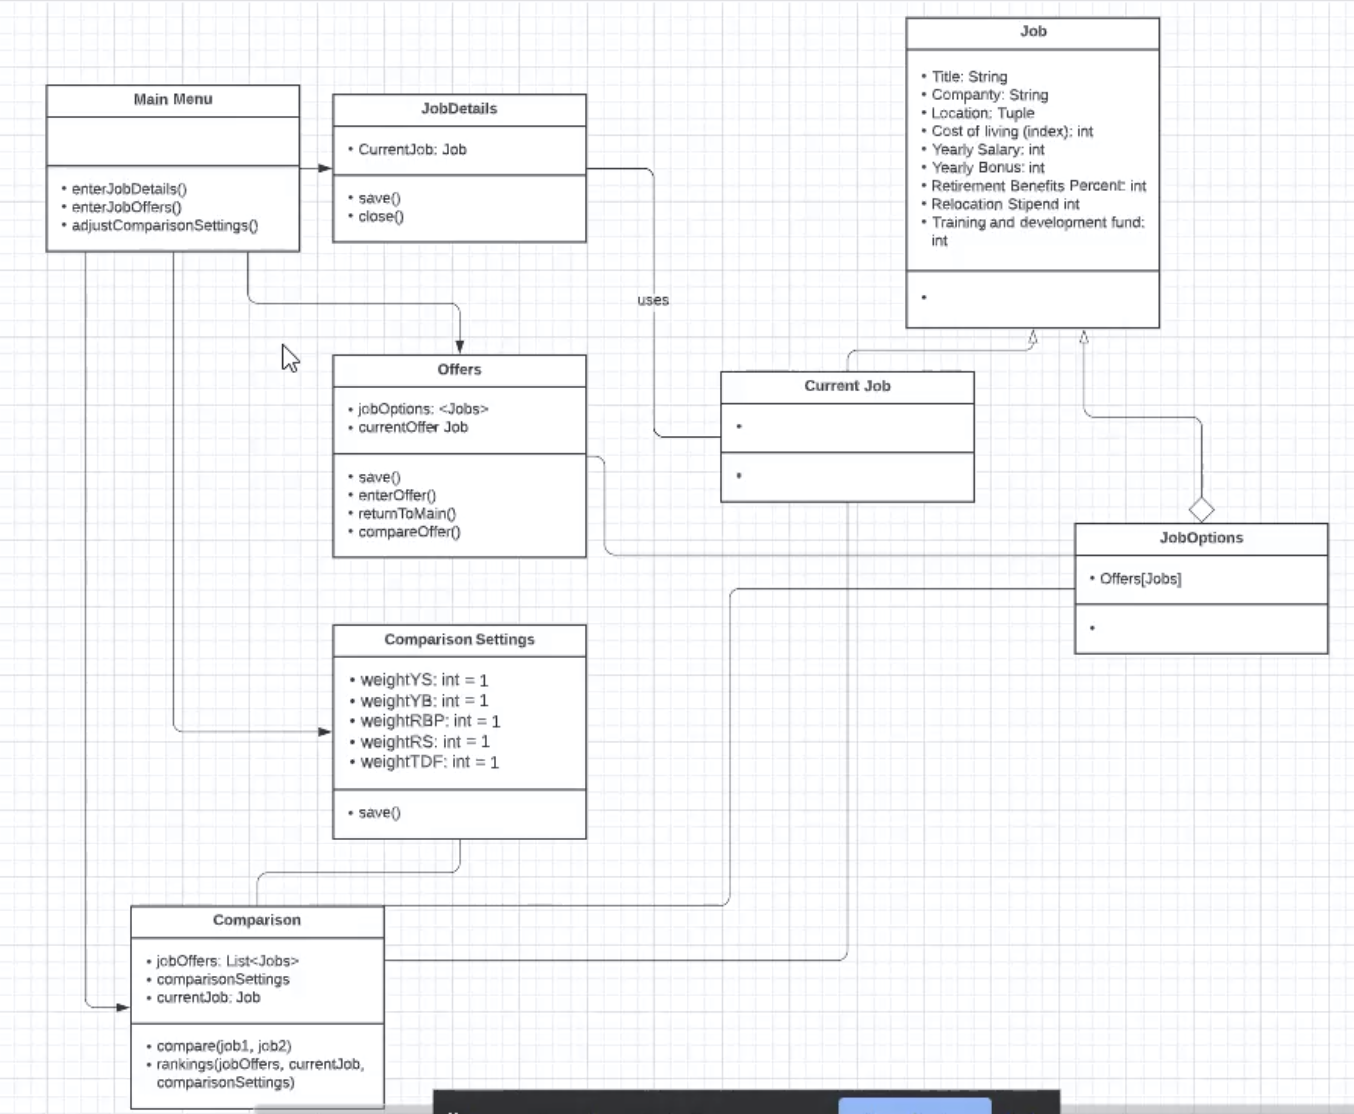 Main Menu
• enterJobDetails()
• enterJobOffers()
• adjustComparisonSettings()
JobDetails
• CurrentJob: Job
• save()
• close()
Job
• Title: String
• Companty: String
• Location: Tuple
• Cost of living (index): int
• Yearly Salary: int
• Yearly Bonus: int
• Retirement Benefits Percent: int
• Relocation Stipend int
• Training and development fund:
int
•
uses
Offers
• jobOptions: <Jobs>
• currentOffer Job
• save()
• enterOffer()
• returnToMain()
• compareOffer()
Current Job
•
•
JobOptions
• Offers[Jobs]
•
Comparison Settings
• weightYS: int = 1
• weightYB: int = 1
• weightRBP: int = 1
• weightRS: int = 1
• weightTDF: int = 1
• save()
Comparison
• jobOffers: List<Jobs>
• comparisonSettings
• currentJob: Job
• compare(job1, job2)
• rankings(jobOffers, currentJob,
comparisonSettings)